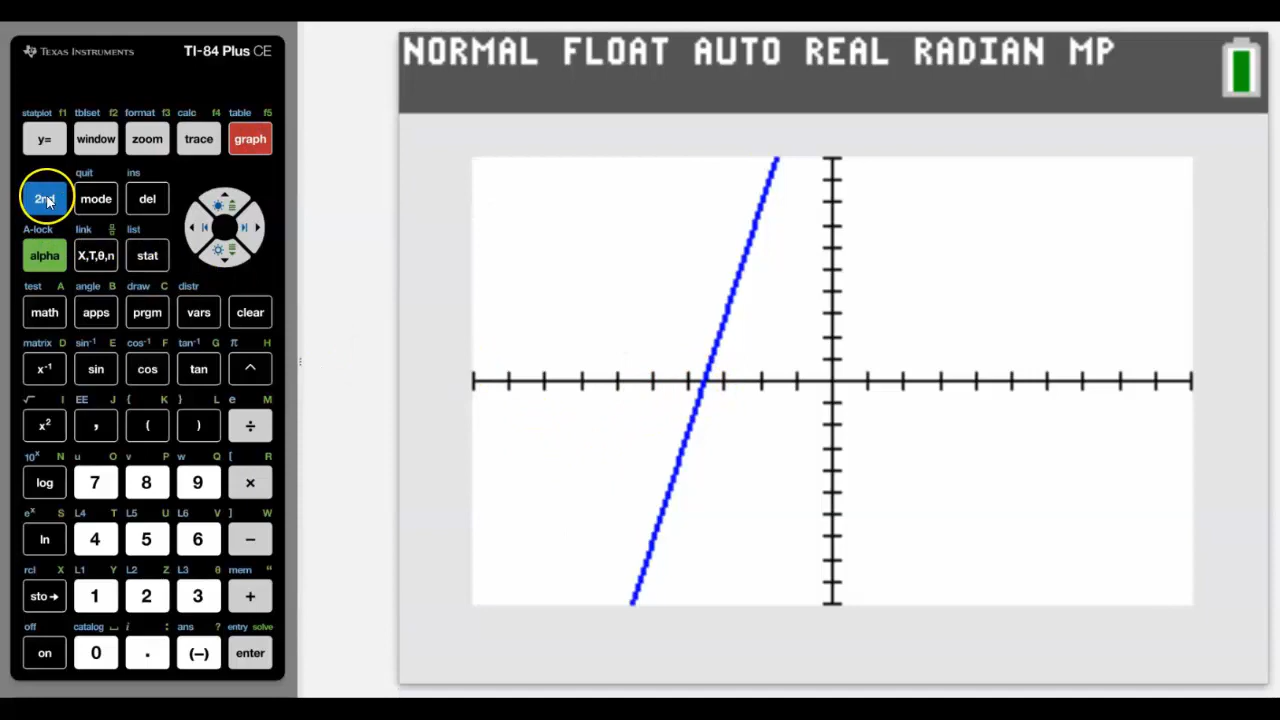 TEXAS INSTRUMENTS TI-84 Plus CE
NORMAL FLOAT AUTO REAL RADIAN MP
statplot f1 tblset f2 format f3 calc f4 table f5
y= window zoom trace graph
quit ins
2nd mode del
A-lock link list
alpha X,T,θ,n stat
test A angle B draw C distr
math apps prgm vars clear
matrix D sin⁻¹ E cos⁻¹ F tan⁻¹ G π H
x⁻¹ sin cos tan ^
√ I EE J { K } L e M
x² , ( ) ÷
10ˣ N u O v P w Q [ R
log 7 8 9 ×
eˣ S L4 T L5 U L6 V ] W
ln 4 5 6 −
rcl X L1 Y L2 Z L3 θ mem “
sto→ 1 2 3 +
off catalog ⎵ i : ans ? entry solve
on 0 . (−) enter